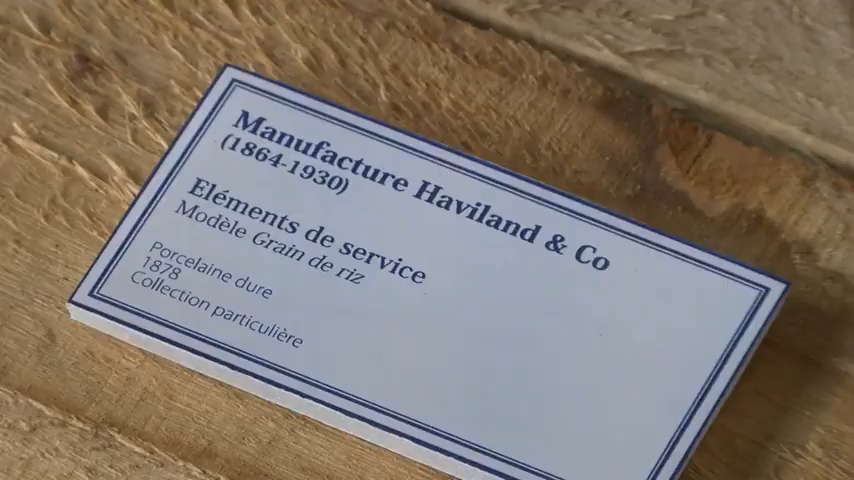 Manufacture Haviland & Co
(1864-1930)
Eléments de service
Modèle Grain de riz
Porcelaine dure
1878
Collection particulière